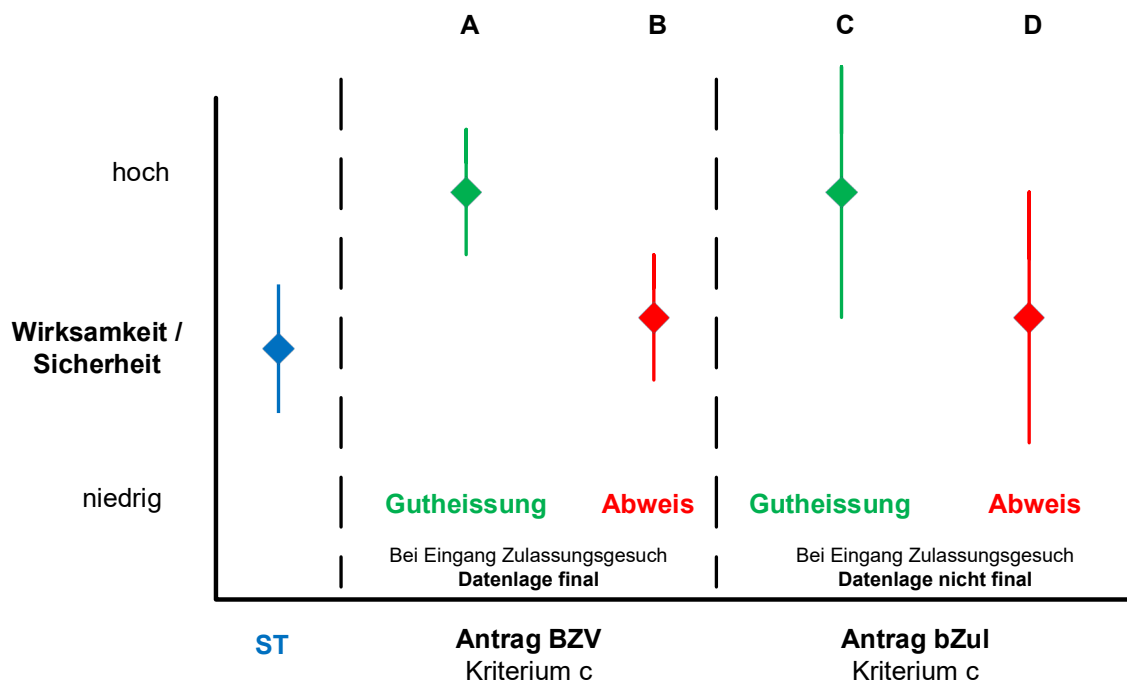 A B C D
hoch
Wirksamkeit /
Sicherheit
niedrig
Gutheissung Abweis Gutheissung Abweis
Bei Eingang Zulassungsgesuch Bei Eingang Zulassungsgesuch
Datenlage final Datenlage nicht final
ST Antrag BZV Antrag bZul
Kriterium c Kriterium c